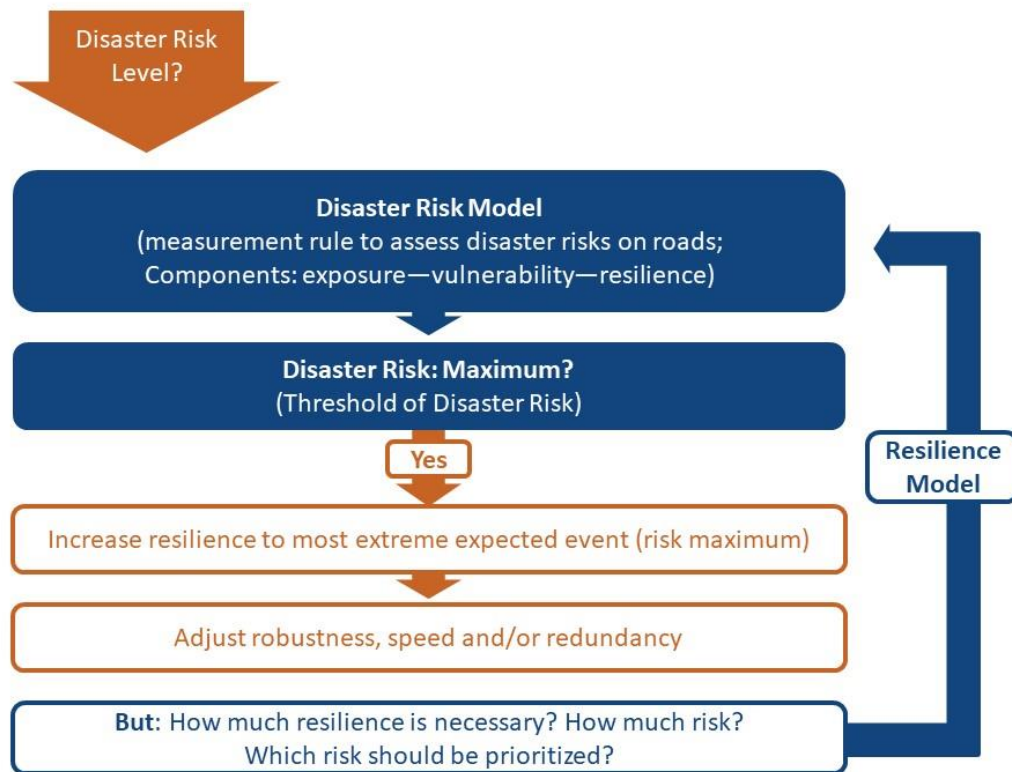 Disaster Risk
Level?
Disaster Risk Model
(measurement rule to assess disaster risks on roads;
Components: exposure—vulnerability—resilience)
Disaster Risk: Maximum?
(Threshold of Disaster Risk)
Yes
Resilience
Model
Increase resilience to most extreme expected event (risk maximum)
Adjust robustness, speed and/or redundancy
But: How much resilience is necessary? How much risk?
Which risk should be prioritized?